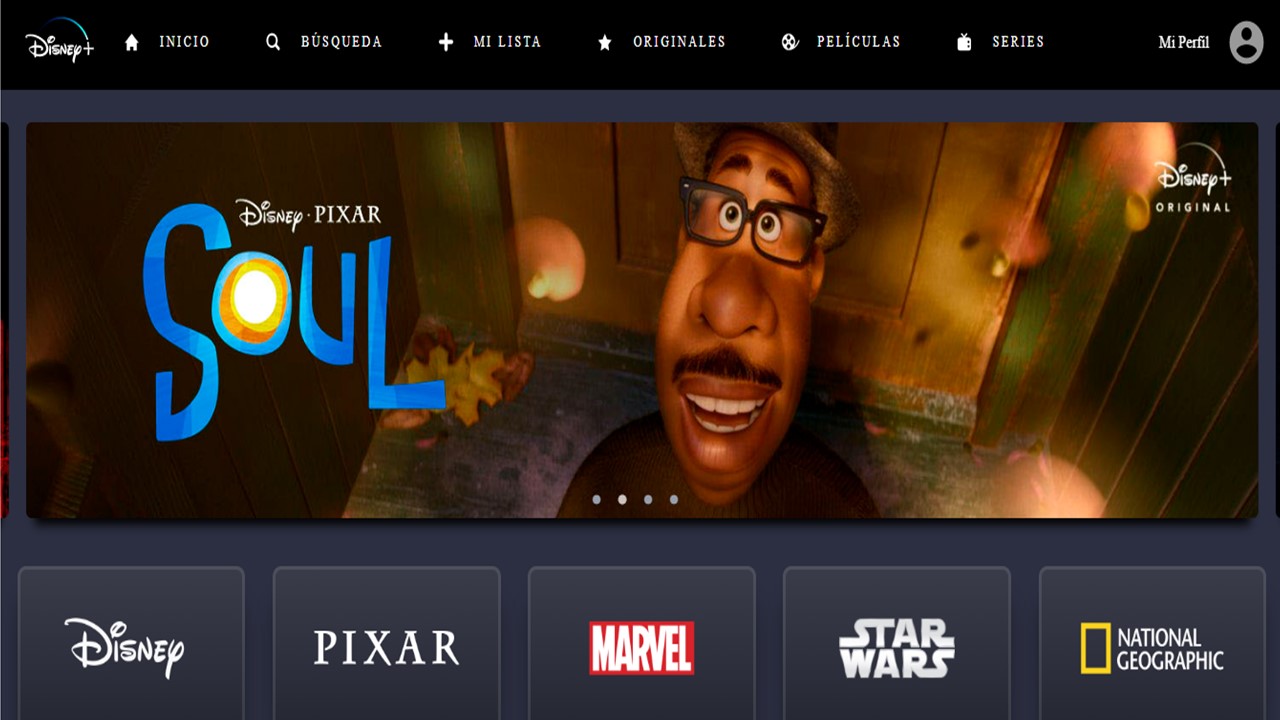 Disney+
INICIO
BÚSQUEDA
MI LISTA
ORIGINALES
PELÍCULAS
SERIES
Mi Perfil
Disney · PIXAR
SOUL
Disney+
ORIGINAL
Disney
PIXAR
MARVEL
STAR
WARS
NATIONAL
GEOGRAPHIC